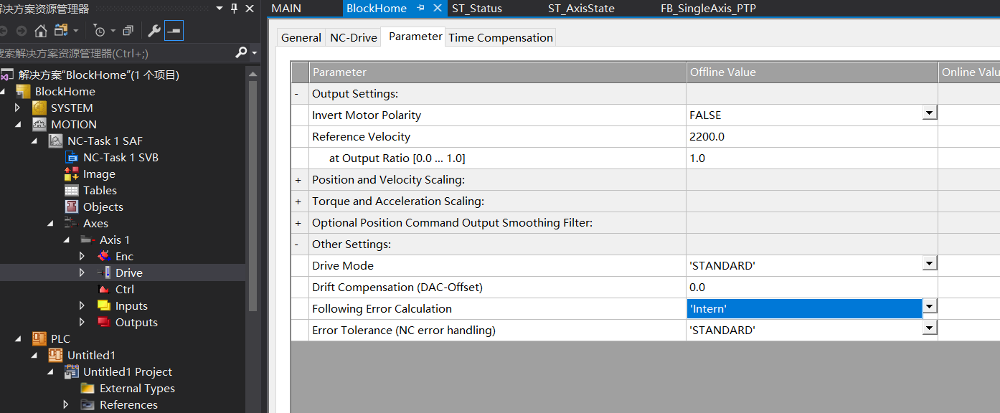 解决方案资源管理器
搜索解决方案资源管理器(Ctrl+;)
解决方案"BlockHome"(1 个项目)
BlockHome
SYSTEM
MOTION
NC-Task 1 SAF
NC-Task 1 SVB
Image
Tables
Objects
Axes
Axis 1
Enc
Drive
Ctrl
Inputs
Outputs
PLC
Untitled1
Untitled1 Project
External Types
References
MAIN BlockHome ST_Status ST_AxisState FB_SingleAxis_PTP
General NC-Drive Parameter Time Compensation
Parameter Offline Value Online Valu
- Output Settings:
Invert Motor Polarity FALSE
Reference Velocity 2200.0
at Output Ratio [0.0 ... 1.0] 1.0
+ Position and Velocity Scaling:
+ Torque and Acceleration Scaling:
+ Optional Position Command Output Smoothing Filter:
- Other Settings:
Drive Mode 'STANDARD'
Drift Compensation (DAC-Offset) 0.0
Following Error Calculation 'Intern'
Error Tolerance (NC error handling) 'STANDARD'